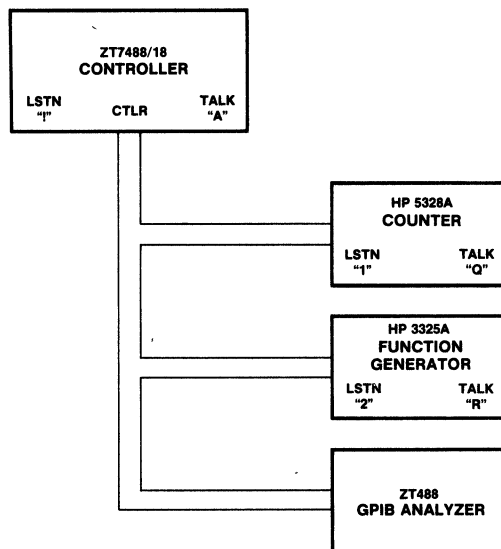 ZT7488/18
CONTROLLER
LSTN CTLR TALK
"!" "A"
HP 5328A
COUNTER
LSTN TALK
"1" "Q"
HP 3325A
FUNCTION
GENERATOR
LSTN TALK
"2" "R"
ZT488
GPIB ANALYZER